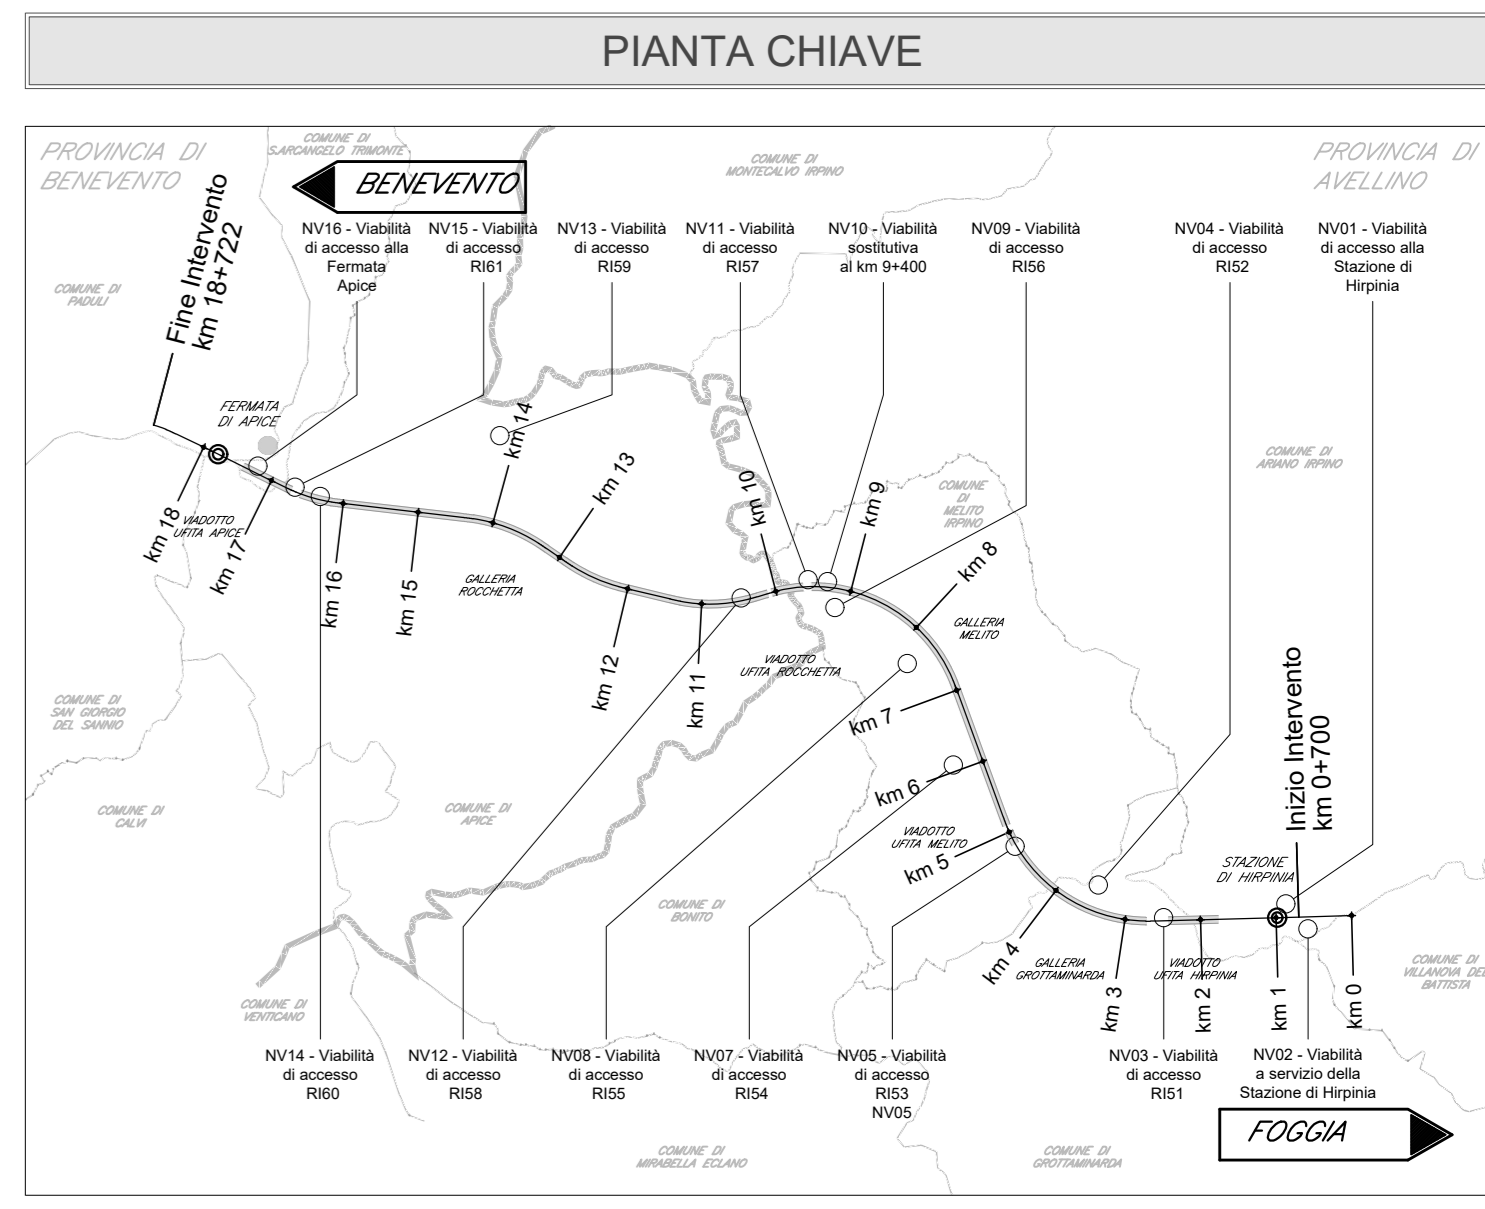 PIANTA CHIAVE
PROVINCIA DI
BENEVENTO
COMUNE DI
S.ARCANGELO TRIMONTE
BENEVENTO
COMUNE DI
MONTECALVO IRPINO
PROVINCIA DI
AVELLINO
Fine Intervento
km 18+722
NV16 - Viabilità
di accesso alla
Fermata
Apice
NV15 - Viabilità
di accesso
RI61
NV13 - Viabilità
di accesso
RI59
NV11 - Viabilità
di accesso
RI57
NV10 - Viabilità
sostitutiva
al km 9+400
NV09 - Viabilità
di accesso
RI56
NV04 - Viabilità
di accesso
RI52
NV01 - Viabilità
di accesso alla
Stazione di
Hirpinia
COMUNE DI
PADULI
FERMATA
DI APICE
COMUNE DI
ARIANO IRPINO
COMUNE
DI
MELITO
IRPINO
VIADOTTO
UFITA APICE
km 18
km 17
km 16
km 15
km 14
km 13
km 12
km 11
km 10
km 9
km 8
km 7
km 6
km 5
km 4
km 3
km 2
km 1
km 0
GALLERIA
ROCCHETTA
GALLERIA
MELITO
VIADOTTO
UFITA ROCCHETTA
Inizio Intervento
km 0+700
COMUNE DI
SAN GIORGIO
DEL SANNIO
COMUNE DI
CALVI
COMUNE DI
APICE
VIADOTTO
UFITA MELITO
STAZIONE
DI HIRPINIA
COMUNE DI
BONITO
GALLERIA
GROTTAMINARDA
VIADOTTO
UFITA HIRPINIA
COMUNE DI
VILLANOVA DEL
BATTISTA
COMUNE DI
VENTICANO
NV14 - Viabilità
di accesso
RI60
NV12 - Viabilità
di accesso
RI58
NV08 - Viabilità
di accesso
RI55
NV07 - Viabilità
di accesso
RI54
NV05 - Viabilità
di accesso
RI53
NV05
NV03 - Viabilità
di accesso
RI51
NV02 - Viabilità
a servizio della
Stazione di Hirpinia
FOGGIA
COMUNE DI
MIRABELLA ECLANO
COMUNE DI
GROTTAMINARDA